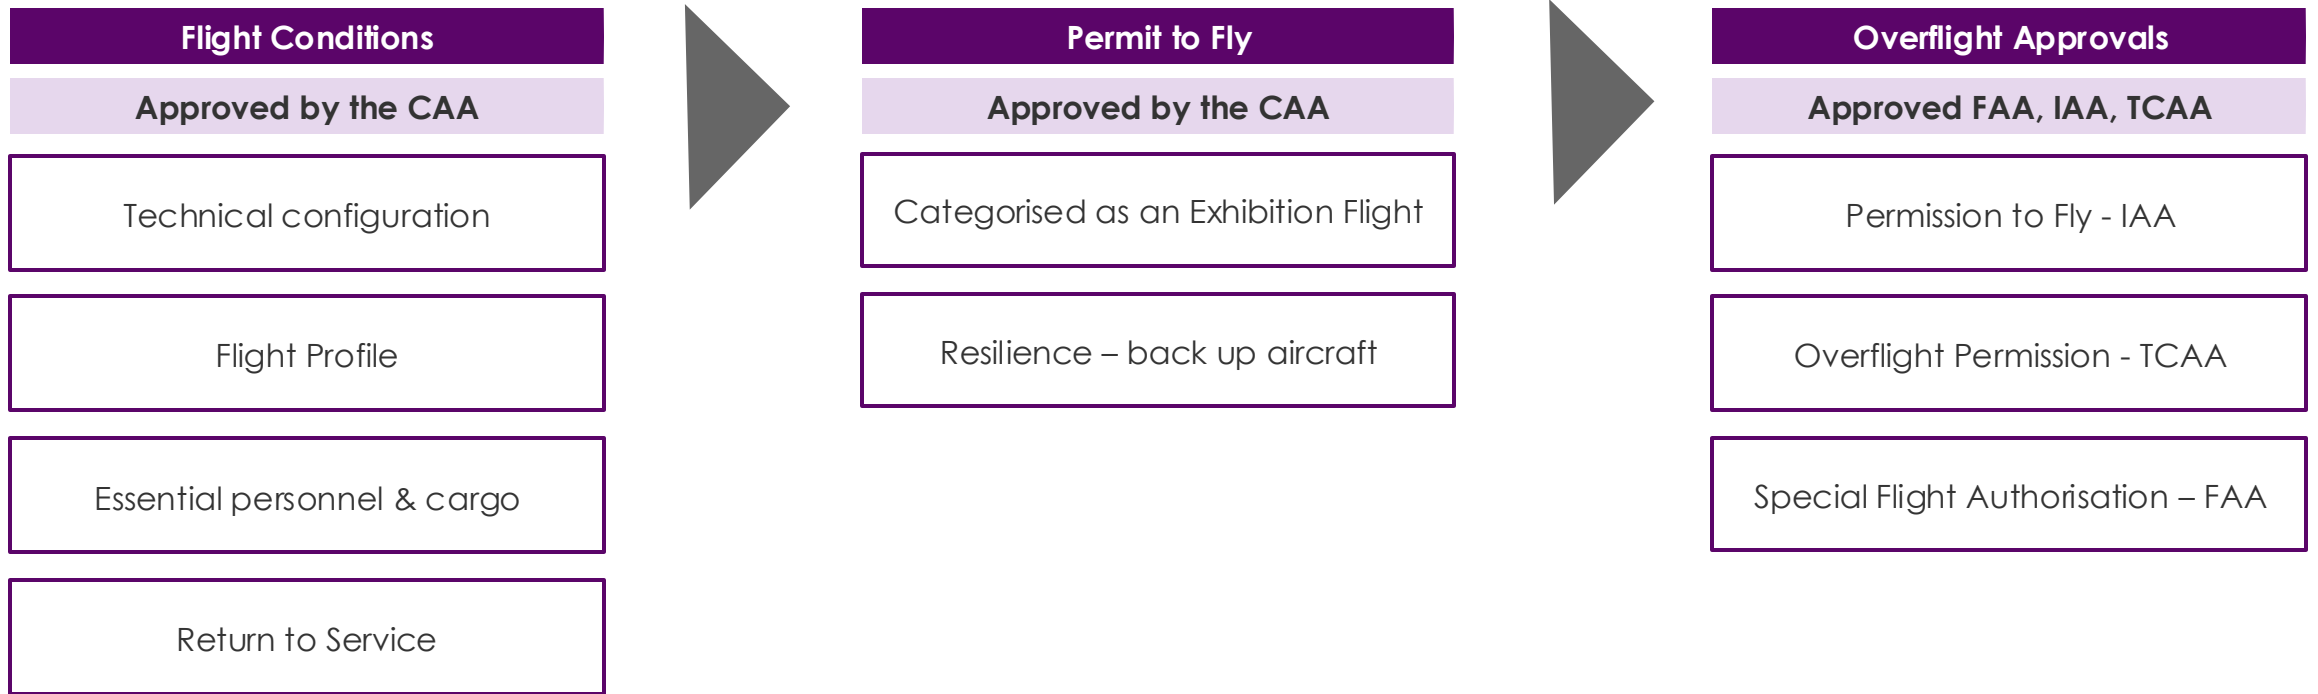 Flight Conditions
Approved by the CAA
Technical configuration
Flight Profile
Essential personnel & cargo
Return to Service
Permit to Fly
Approved by the CAA
Categorised as an Exhibition Flight
Resilience – back up aircraft
Overflight Approvals
Approved FAA, IAA, TCAA
Permission to Fly - IAA
Overflight Permission - TCAA
Special Flight Authorisation – FAA